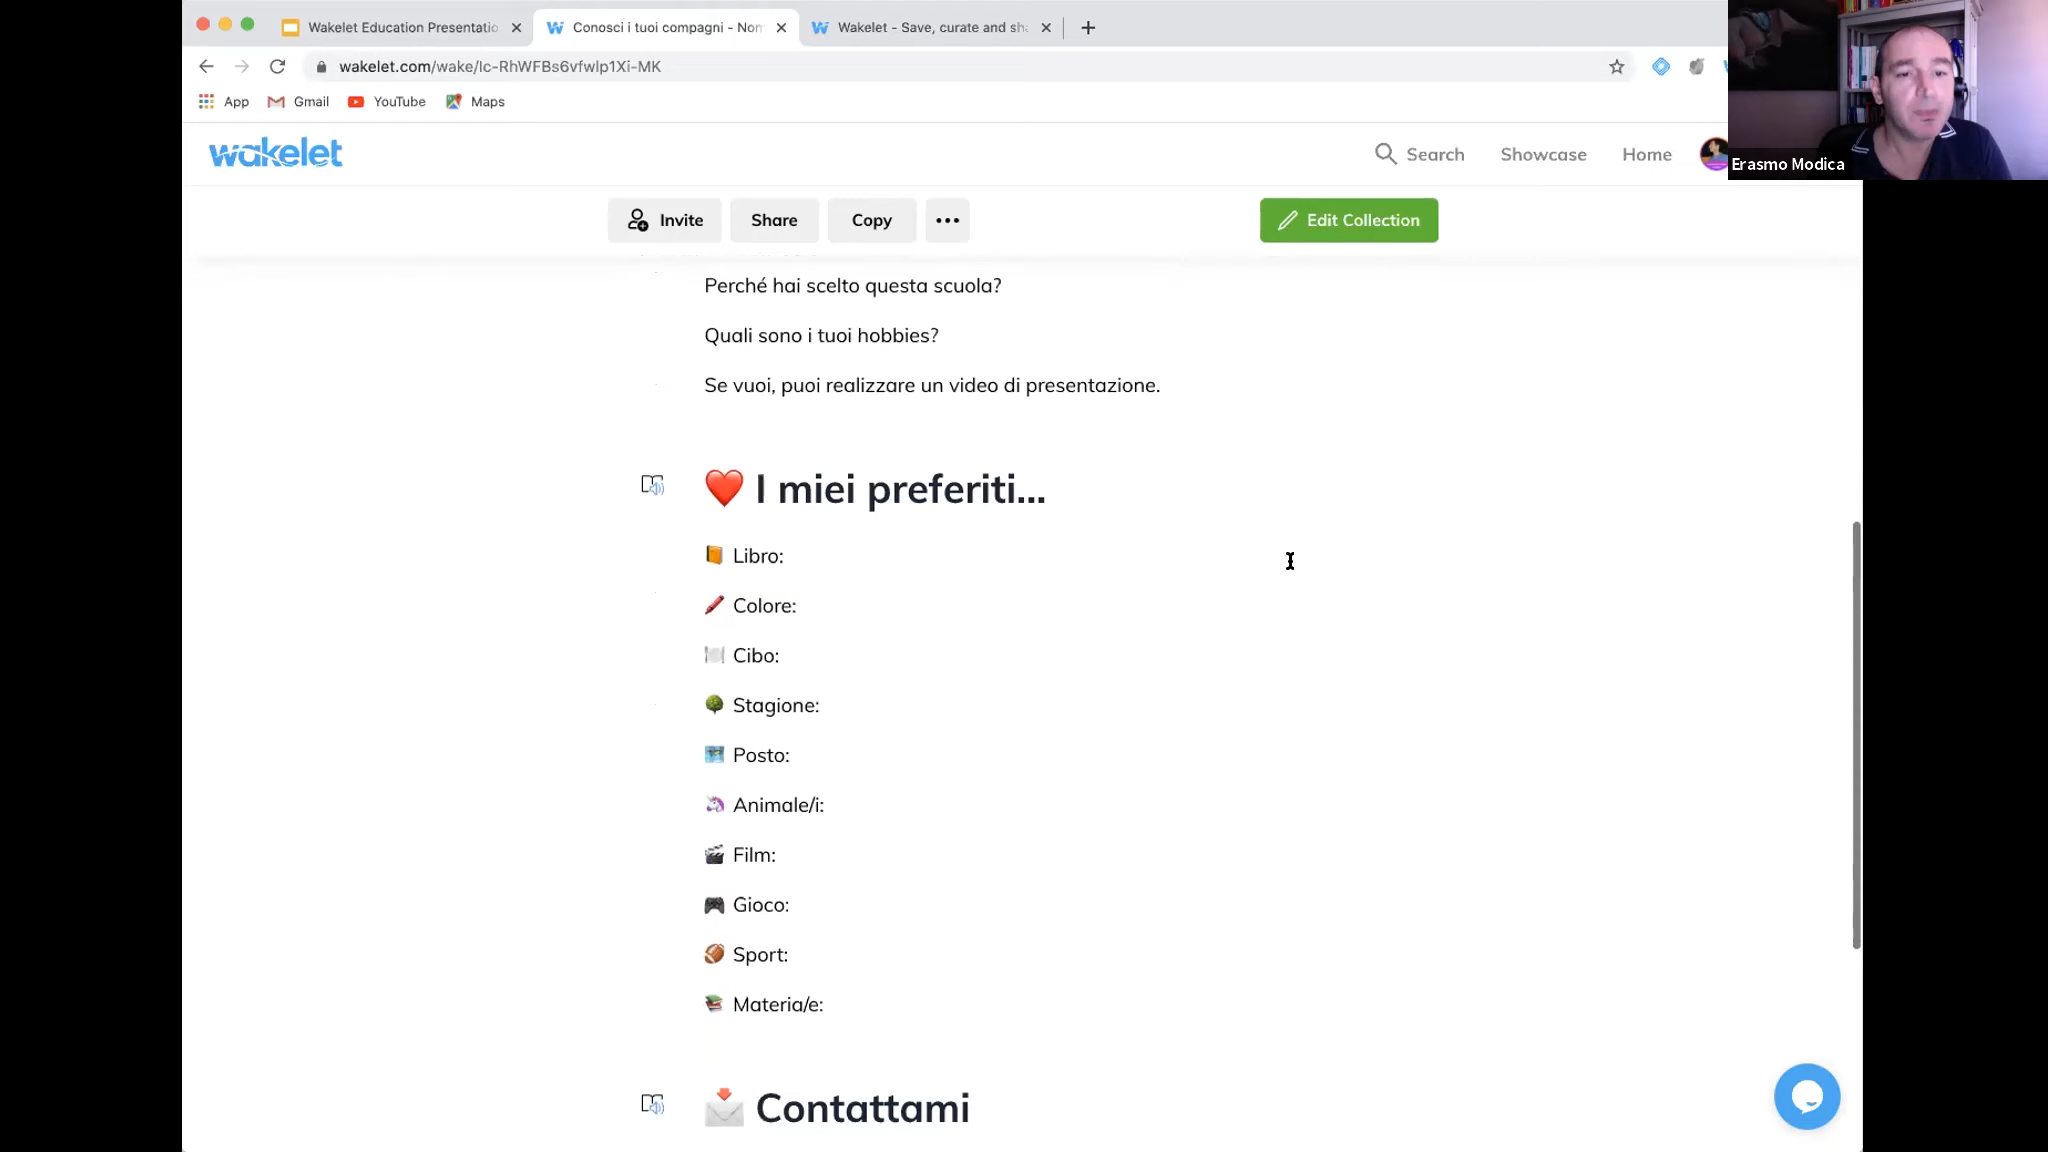 Wakelet Education Presentatio
Conosci i tuoi compagni - Nom
Wakelet - Save, curate and sha
wakelet.com/wake/Ic-RhWFBs6vfwlp1Xi-MK
App
Gmail
YouTube
Maps
wakelet
Search
Showcase
Home
Erasmo Modica
Invite
Share
Copy
Edit Collection
Perché hai scelto questa scuola?
Quali sono i tuoi hobbies?
Se vuoi, puoi realizzare un video di presentazione.
I miei preferiti...
Libro:
Colore:
Cibo:
Stagione:
Posto:
Animale/i:
Film:
Gioco:
Sport:
Materia/e:
Contattami